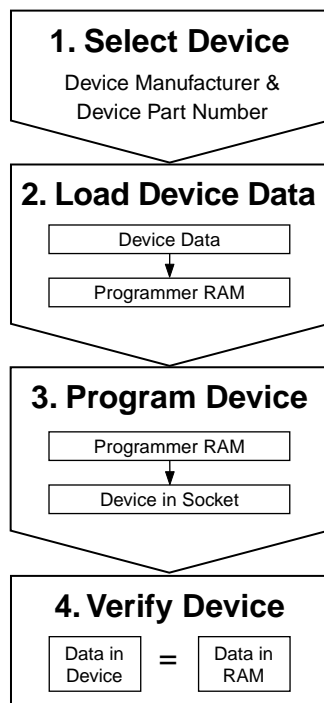 1. Select Device
Device Manufacturer &
Device Part Number
2. Load Device Data
Device Data
Programmer RAM
3. Program Device
Programmer RAM
Device in Socket
4. Verify Device
Data in
Device
=
Data in
RAM